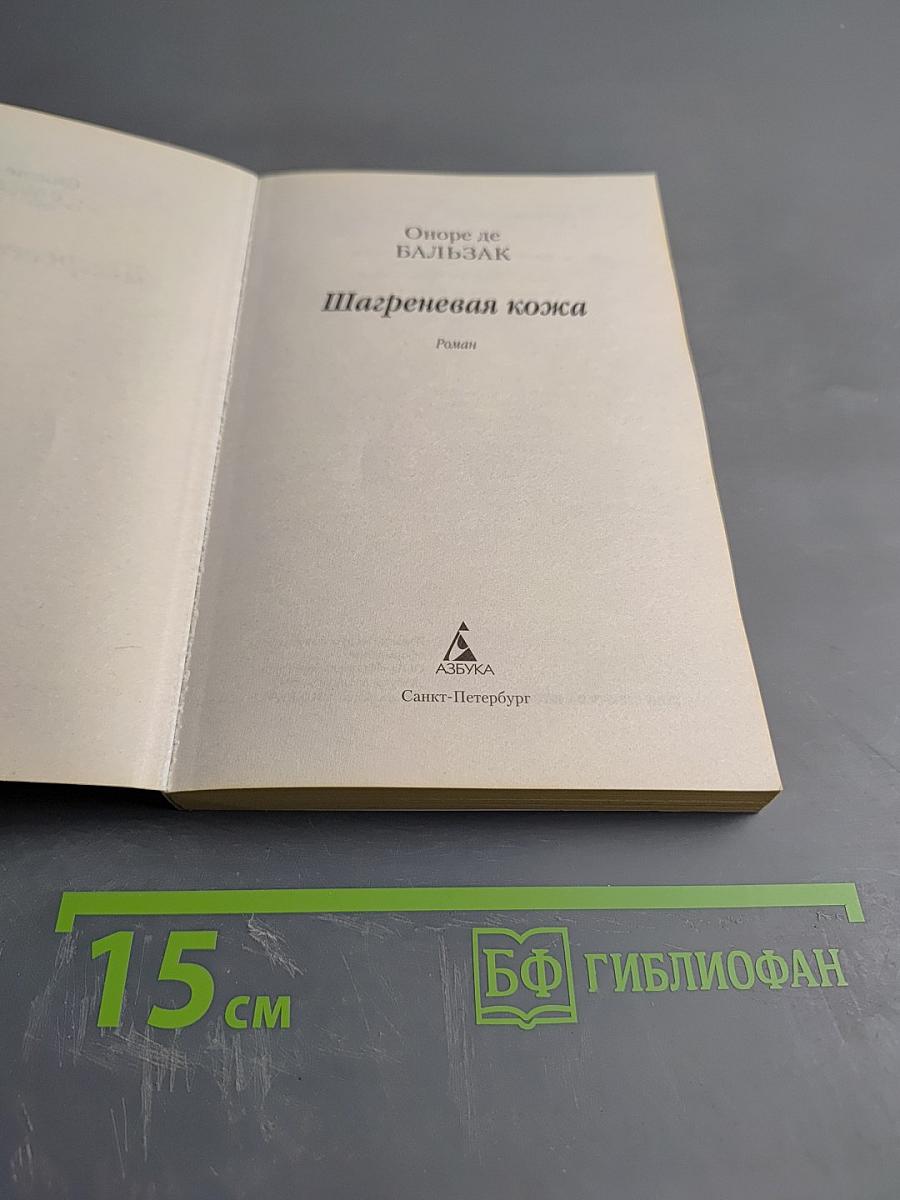 Оноре де
БАЛЬЗАК
Шагреневая кожа
Роман
АЗБУКА
Санкт-Петербург
15 см
БФ ГИБЛИОФАН